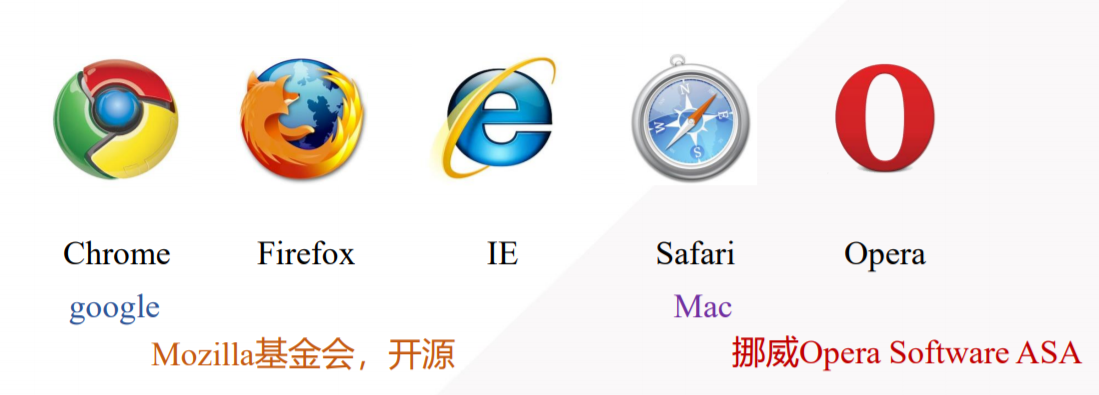 Chrome Firefox IE Safari Opera
google Mac
Mozilla基金会，开源 挪威Opera Software ASA